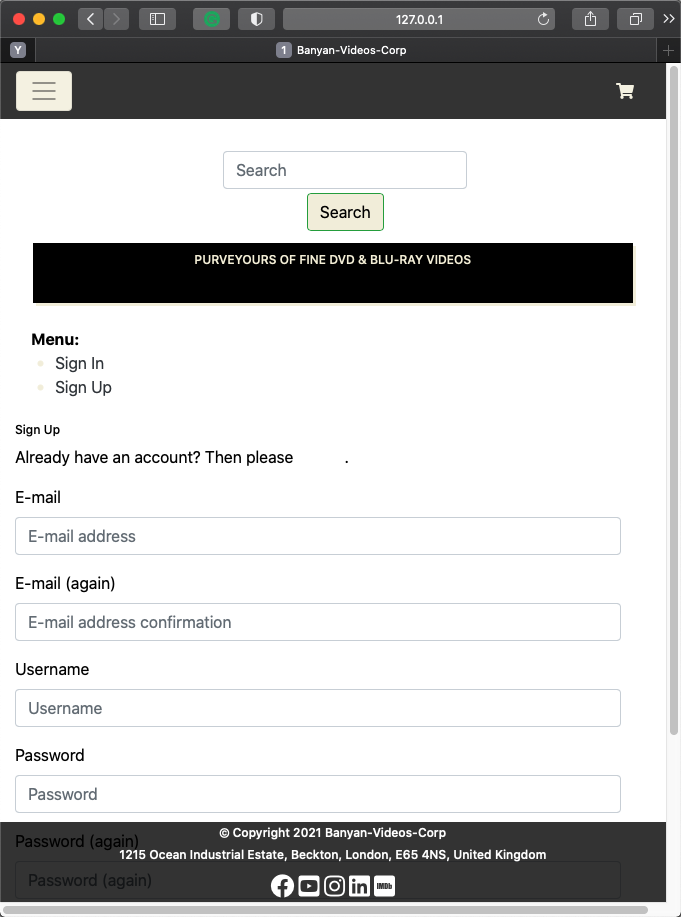 127.0.0.1
Y
1 Banyan-Videos-Corp
Search
Search
PURVEYOURS OF FINE DVD & BLU-RAY VIDEOS
Menu:
Sign In
Sign Up
Sign Up
Already have an account? Then please .
E-mail
E-mail address
E-mail (again)
E-mail address confirmation
Username
Username
Password
Password
Password (again)
© Copyright 2021 Banyan-Videos-Corp
1215 Ocean Industrial Estate, Beckton, London, E65 4NS, United Kingdom
Password (again)
IMDb